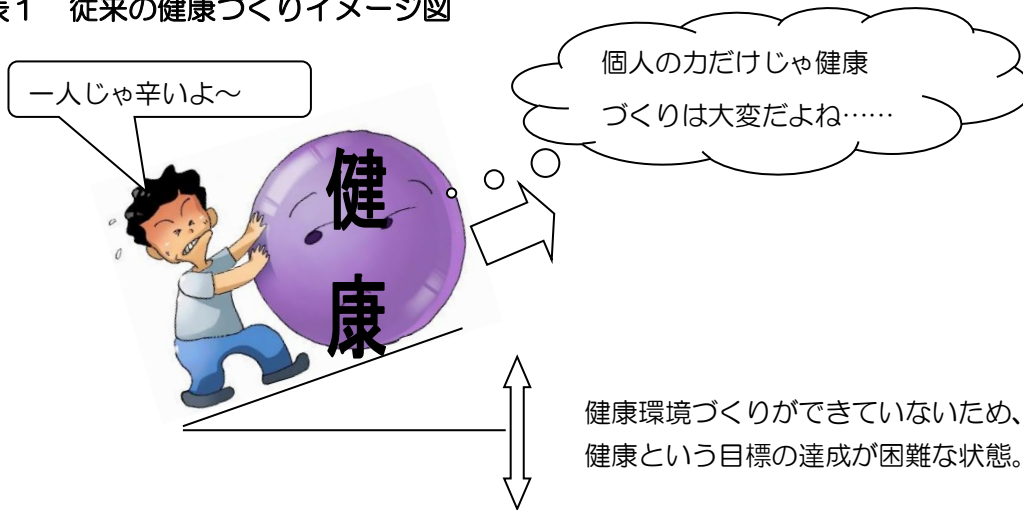 表１　従来の健康づくりイメージ図
個人の力だけじゃ健康
づくりは大変だよね……
一人じゃ辛いよ～
健
康
健康環境づくりができていないため、
健康という目標の達成が困難な状態。